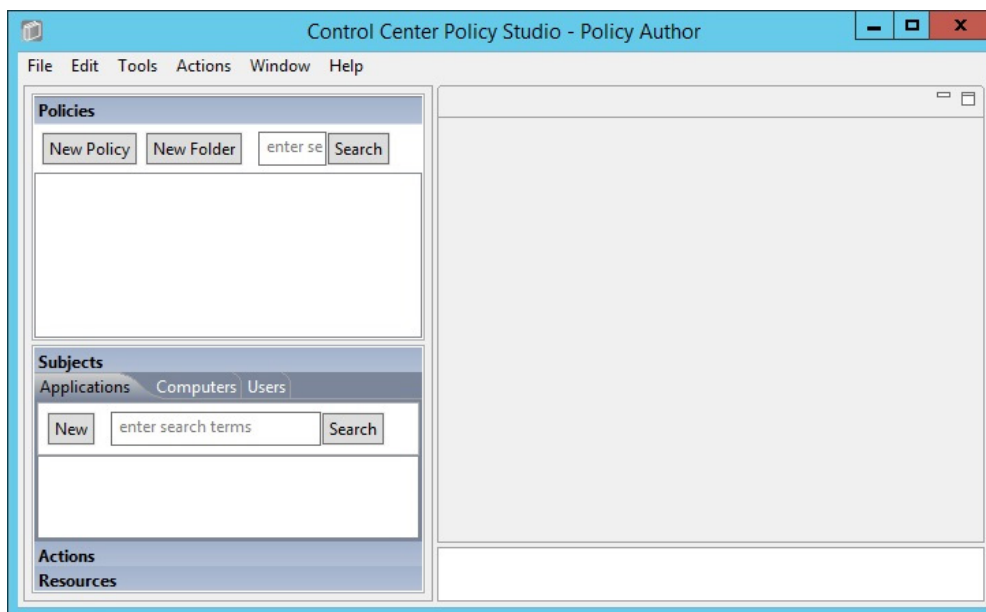 Control Center Policy Studio - Policy Author
File Edit Tools Actions Window Help
Policies
New Policy New Folder enter se Search
Subjects
Applications Computers Users
New enter search terms Search
Actions
Resources